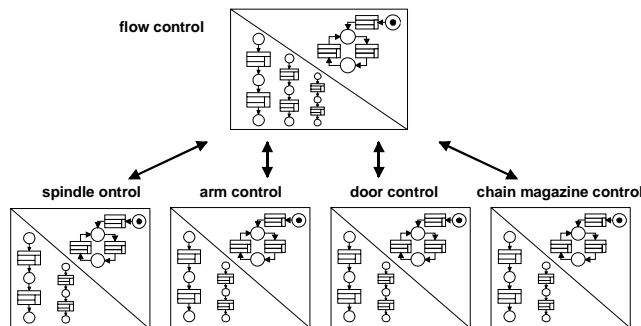 flow control
spindle ontrol
arm control
door control
chain magazine control